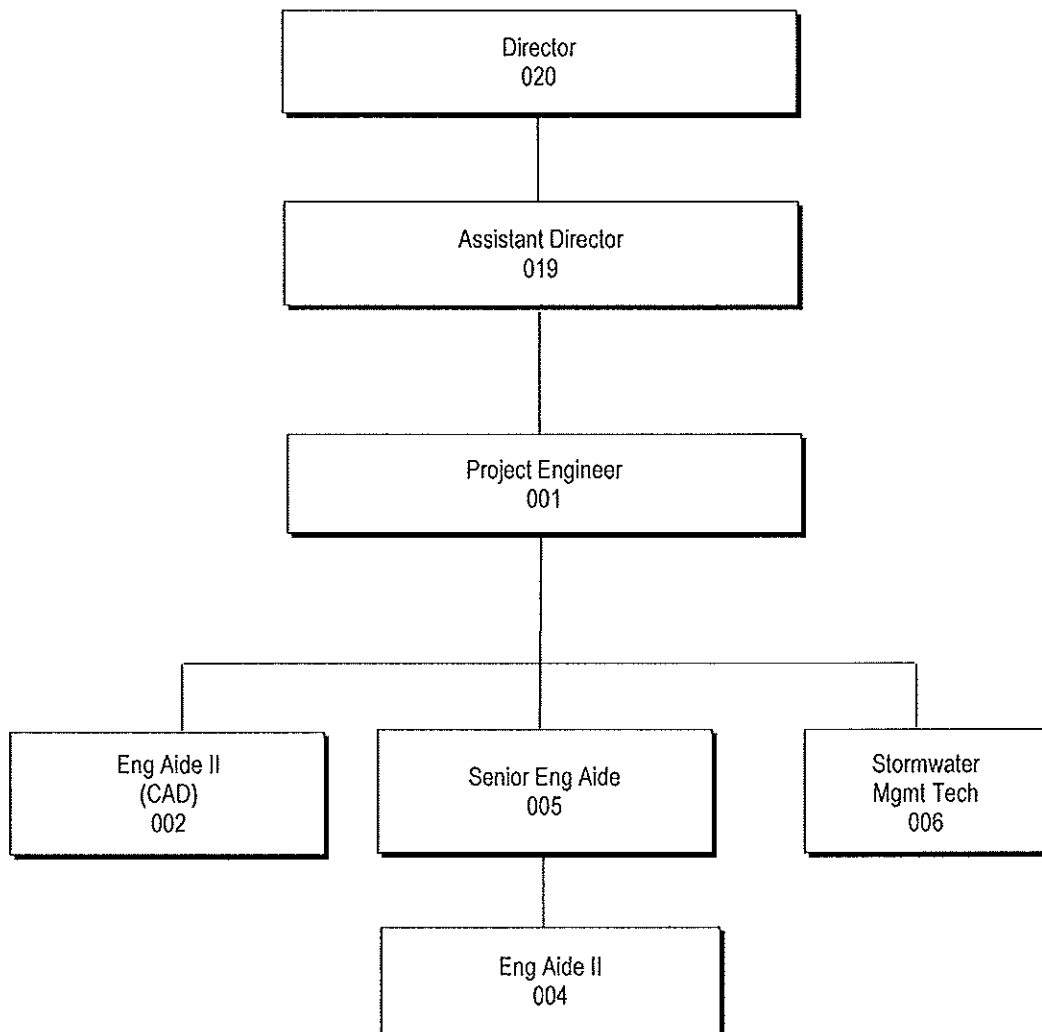 Director
020
Assistant Director
019
Project Engineer
001
Eng Aide II
(CAD)
002
Senior Eng Aide
005
Stormwater
Mgmt Tech
006
Eng Aide II
004